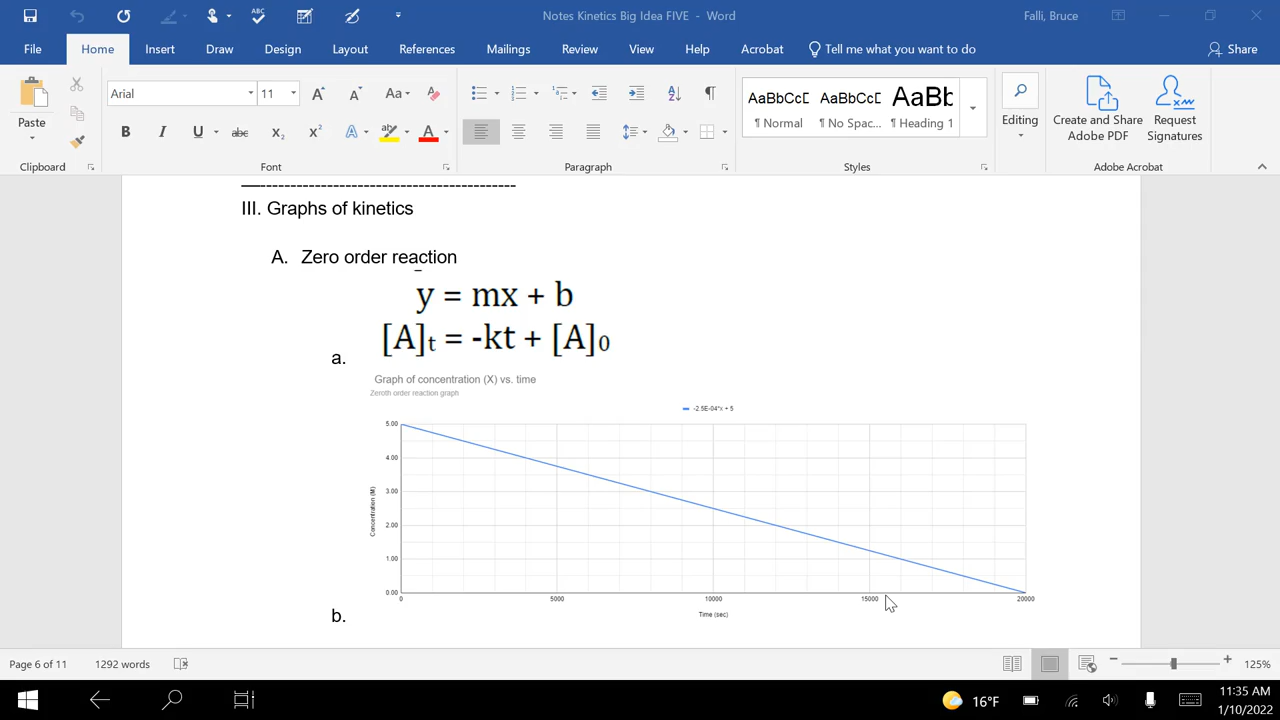 Notes Kinetics Big Idea FIVE - Word
Falli, Bruce
ABC
File Home Insert Draw Design Layout References Mailings Review View Help Acrobat Tell me what you want to do Share
Paste
Clipboard
Arial 11
Aa
B I U abc X2 X2 A A
Font
Paragraph
AaBbCcD AaBbCcD AaBb
¶ Normal ¶ No Spac... Heading 1
Styles
Editing
Create and Share Adobe PDF
Request Signatures
Adobe Acrobat
III. Graphs of kinetics
A. Zero order reaction
y = mx + b
[A]t = -kt + [A]0
a.
Graph of concentration (X) vs. time
Zeroth order reaction graph
-2.5E-04*x + 5
5.00
4.00
3.00
2.00
1.00
0.00
Concentration (M)
0 5000 10000 15000 20000
Time (sec)
b.
Page 6 of 11 1292 words 125%
16°F
11:35 AM
1/10/2022